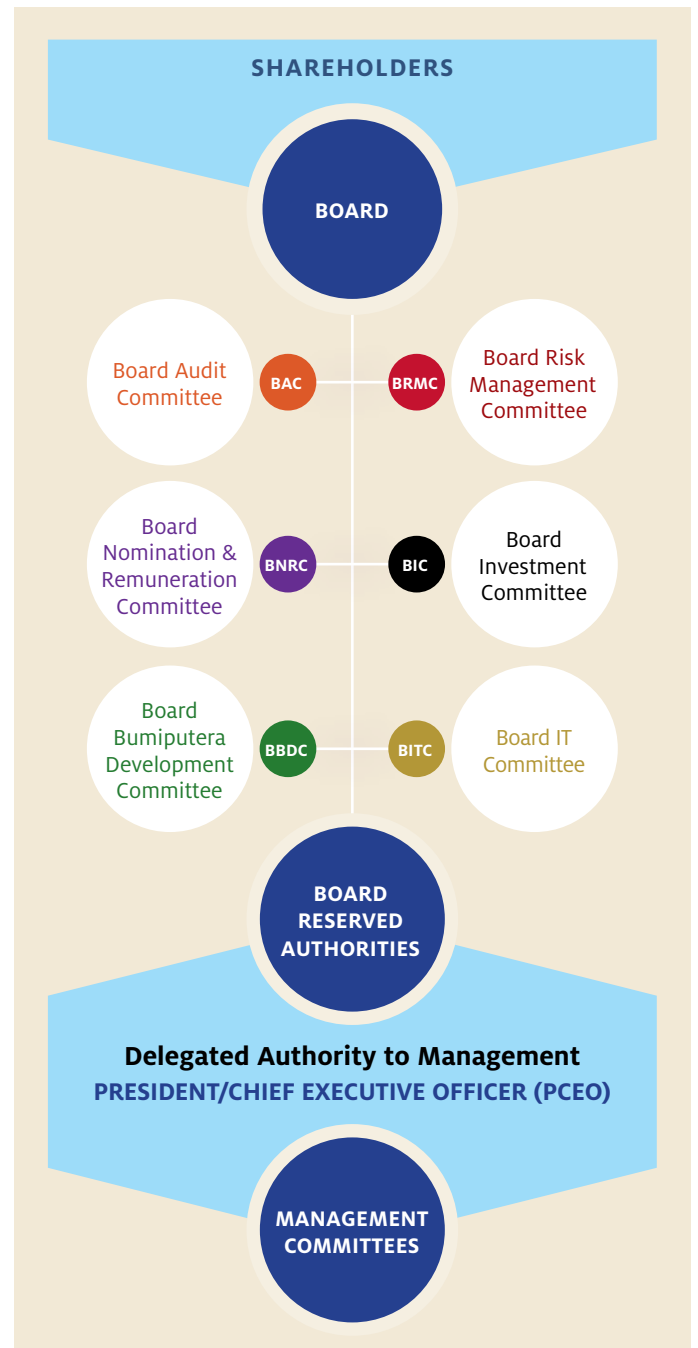 SHAREHOLDERS
BOARD
Board Audit
Committee
BAC
BRMC
Board Risk
Management
Committee
Board
Nomination &
Remuneration
Committee
BNRC
BIC
Board
Investment
Committee
Board
Bumiputera
Development
Committee
BBDC
BITC
Board IT
Committee
BOARD
RESERVED
AUTHORITIES
Delegated Authority to Management
PRESIDENT/CHIEF EXECUTIVE OFFICER (PCEO)
MANAGEMENT
COMMITTEES